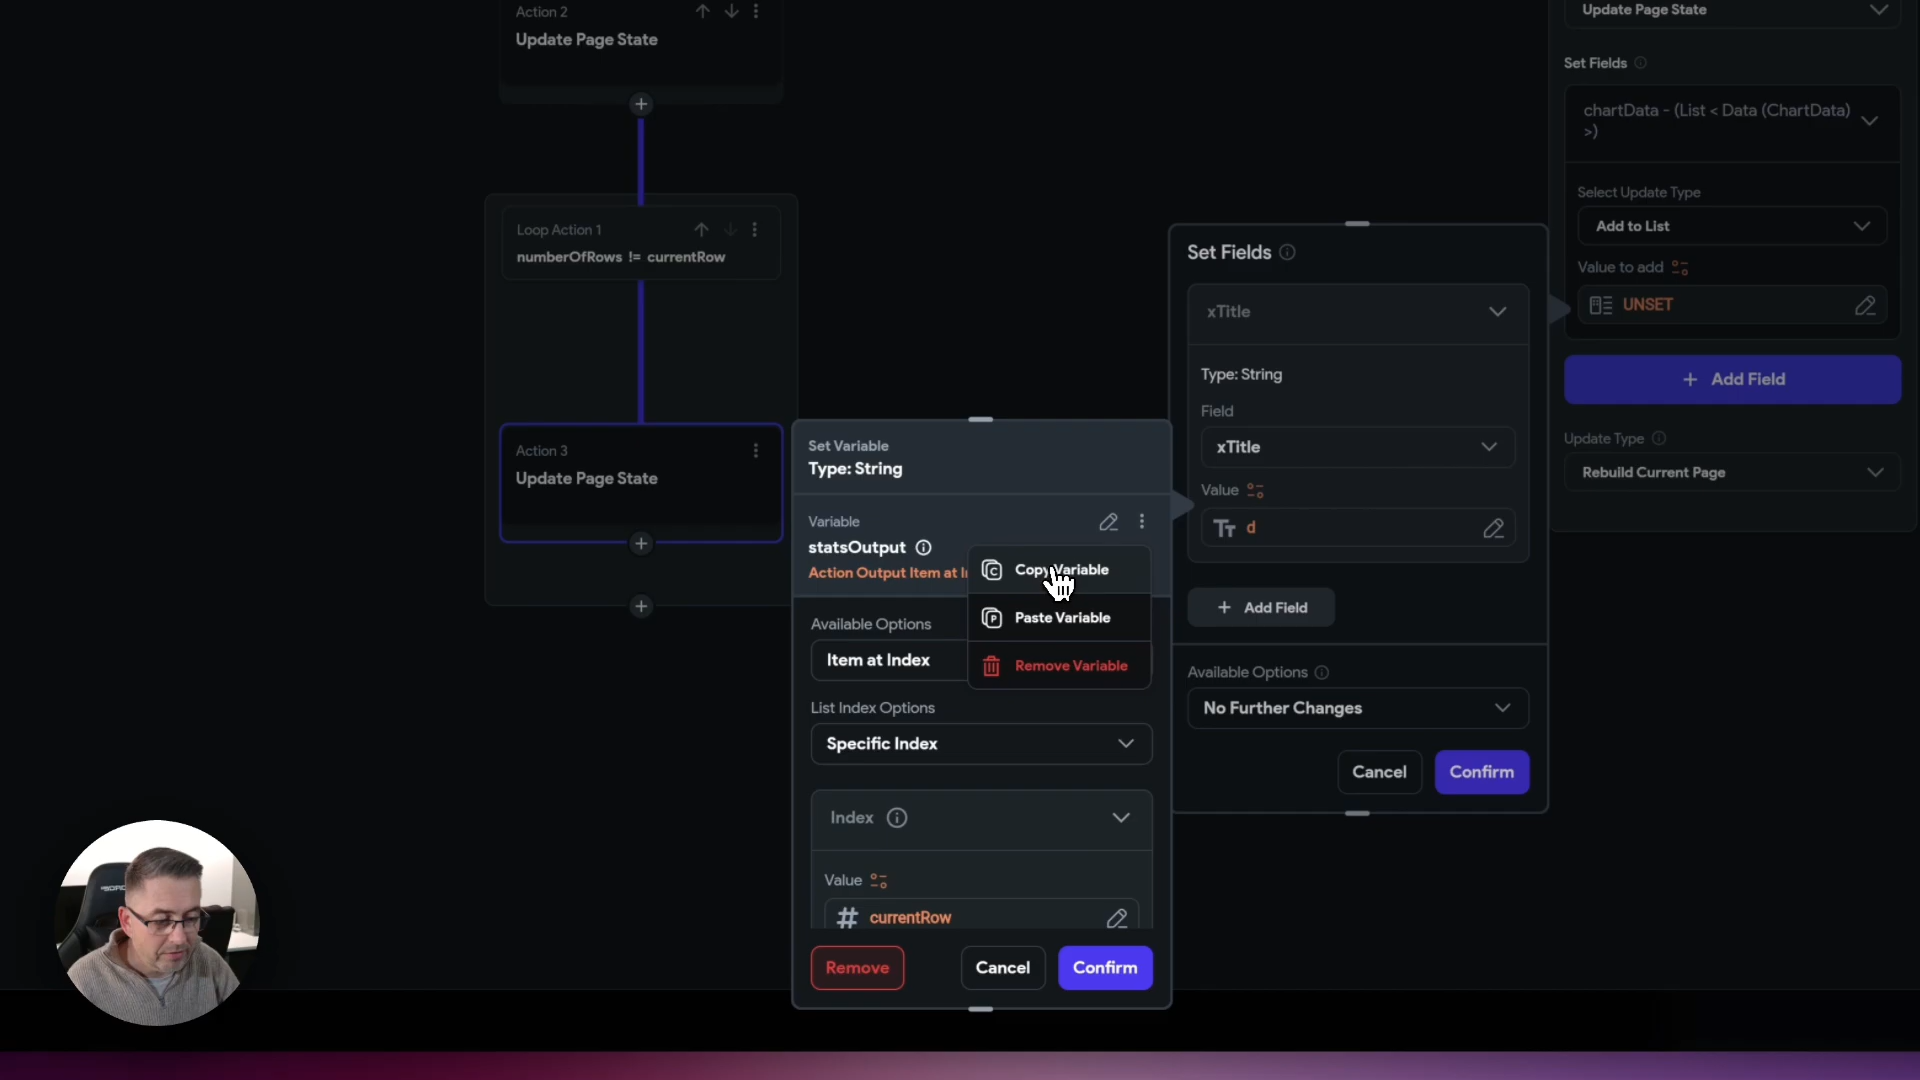 Action 2
Update Page State
Loop Action 1
numberOfRows != currentRow
Action 3
Update Page State
Set Variable
Type: String
Variable
statsOutput
Action Output Item at
Copy Variable
Paste Variable
Remove Variable
Available Options
Item at Index
List Index Options
Specific Index
Index
Value
# currentRow
Remove
Cancel
Confirm
Set Fields
xTitle
Type: String
Field
xTitle
Value
Tт d
+ Add Field
Available Options
No Further Changes
Cancel
Confirm
Update Page State
Set Fields
chartData - (List < Data (ChartData)
>)
Select Update Type
Add to List
Value to add
UNSET
+ Add Field
Update Type
Rebuild Current Page